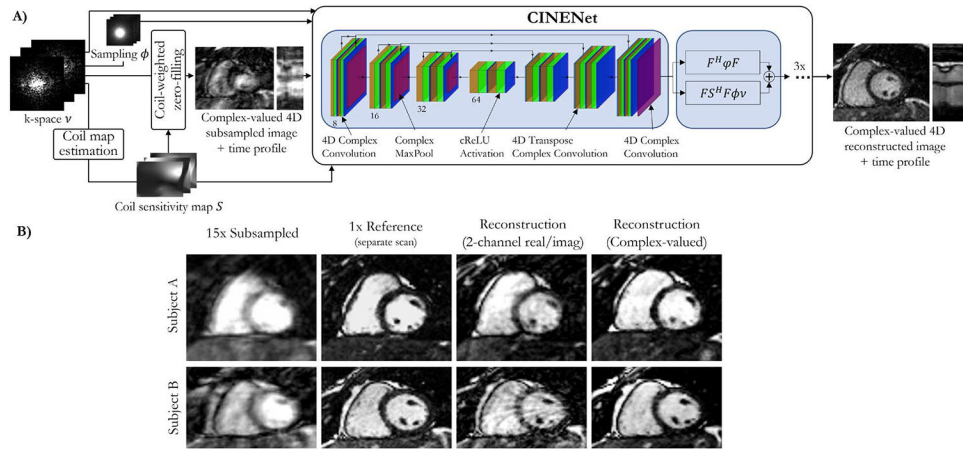 A)
CINENet
Sampling ϕ
k-space ν
Coil map
estimation
Coil-weighted
zero-filling
Complex-valued 4D
subsampled image
+ time profile
Coil sensitivity map S
8
16
32
64
4D Complex
Convolution
Complex
MaxPool
cReLU
Activation
4D Transpose
Complex Convolution
4D Complex
Convolution
F^H φF
FS^H Fϕν
+
3x
Complex-valued 4D
reconstructed image
+ time profile
B)
15x Subsampled
1x Reference
(separate scan)
Reconstruction
(2-channel real/imag)
Reconstruction
(Complex-valued)
Subject A
Subject B